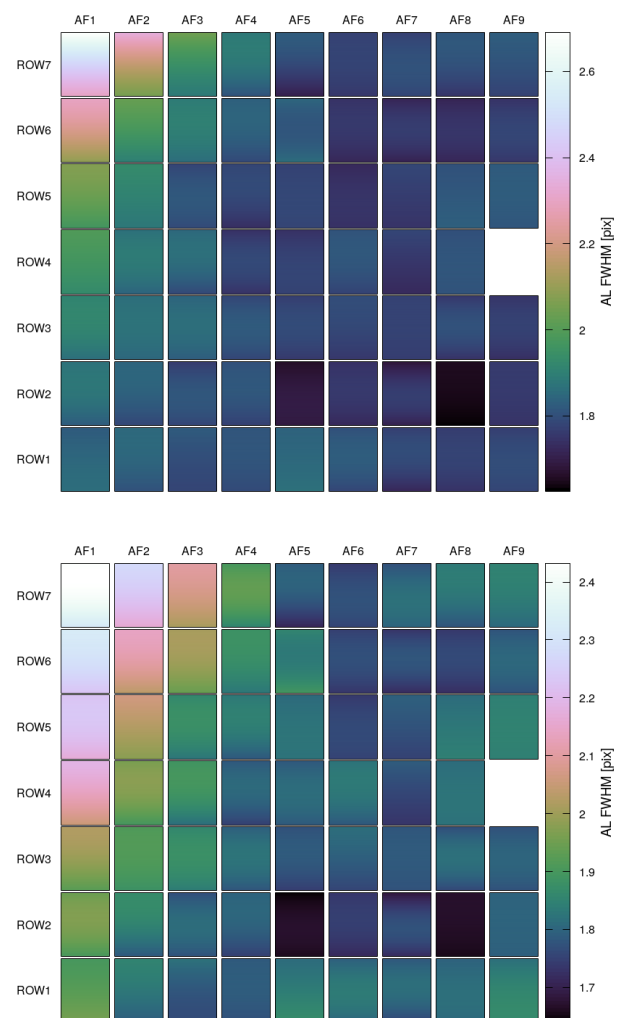 AF1 AF2 AF3 AF4 AF5 AF6 AF7 AF8 AF9
ROW7
ROW6
ROW5
ROW4
ROW3
ROW2
ROW1
2.6
2.4
2.2
2
1.8
AL FWHM [pix]
AF1 AF2 AF3 AF4 AF5 AF6 AF7 AF8 AF9
ROW7
ROW6
ROW5
ROW4
ROW3
ROW2
ROW1
2.4
2.3
2.2
2.1
2
1.9
1.8
1.7
AL FWHM [pix]